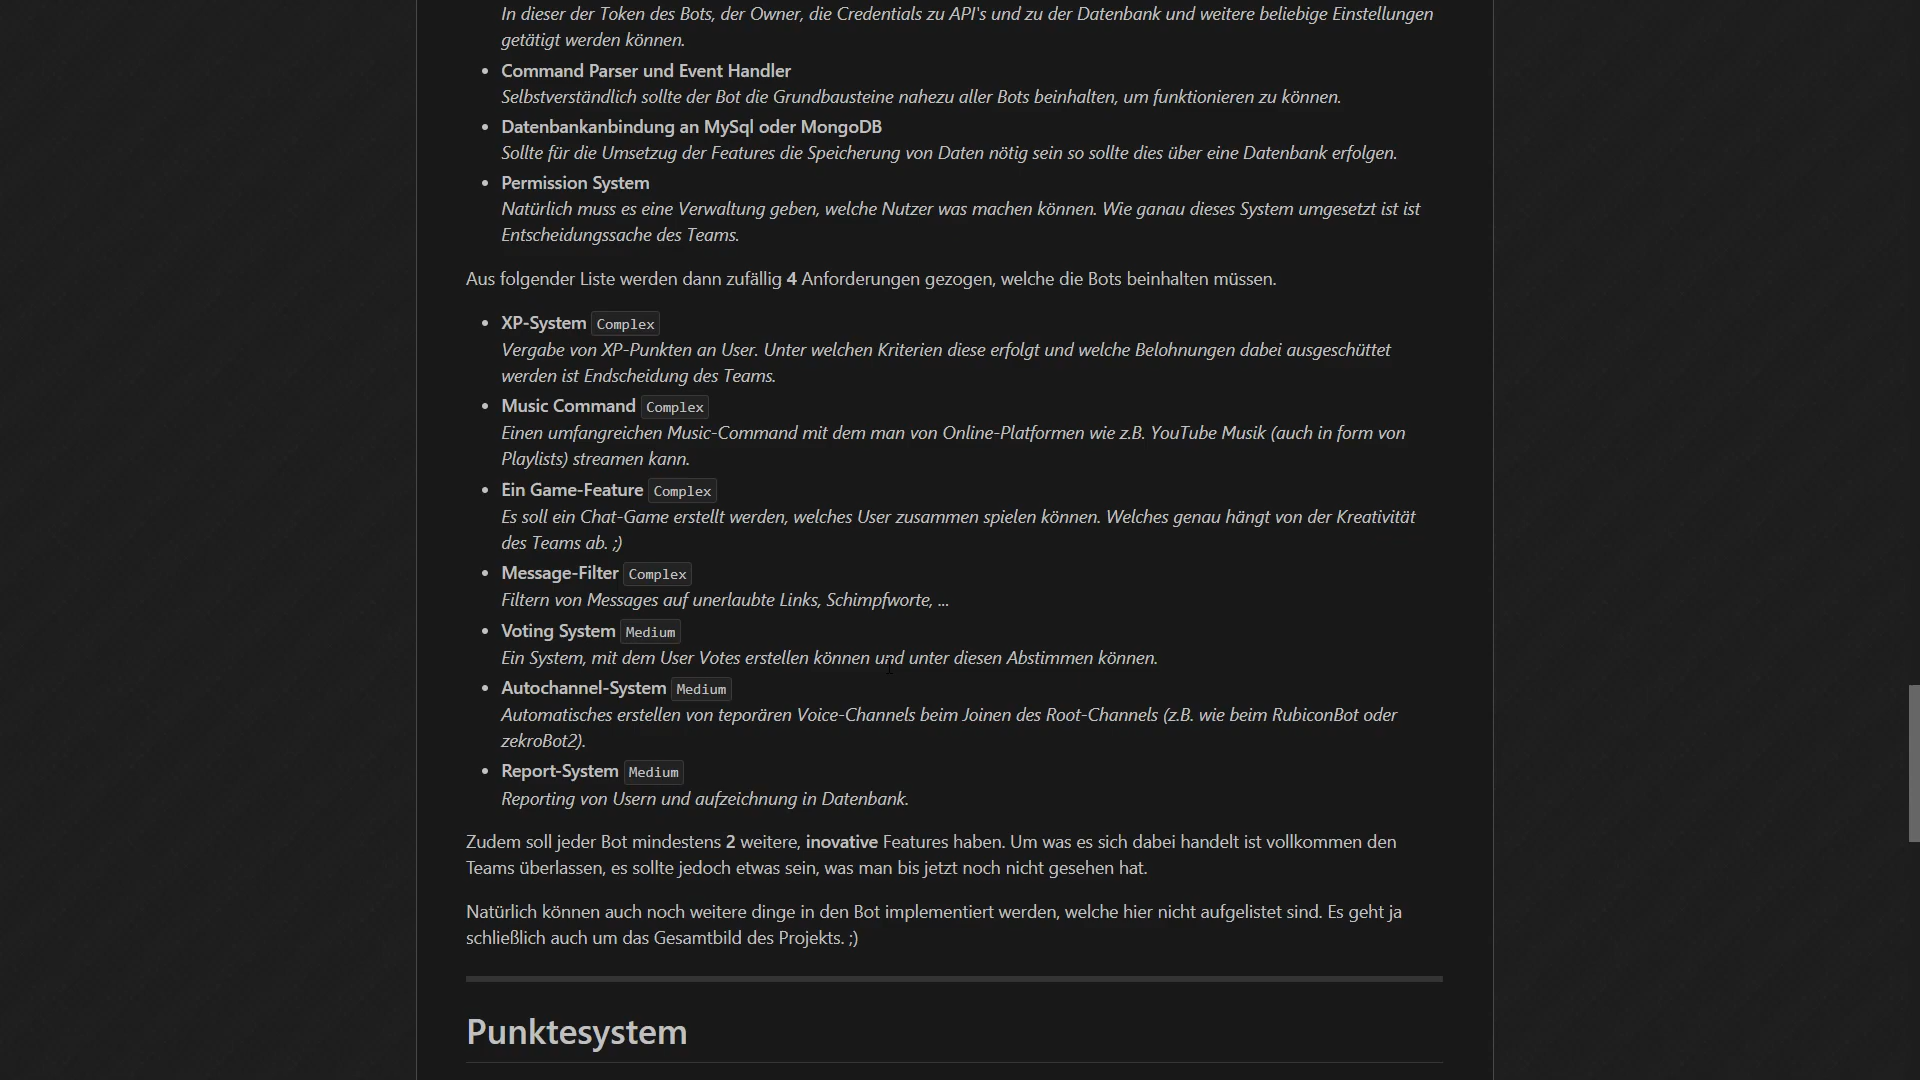 In dieser der Token des Bots, der Owner, die Credentials zu API's und zu der Datenbank und weitere beliebige Einstellungen
getätigt werden können.
• Command Parser und Event Handler
Selbstverständlich sollte der Bot die Grundbausteine nahezu aller Bots beinhalten, um funktionieren zu können.
• Datenbankanbindung an MySql oder MongoDB
Sollte für die Umsetzug der Features die Speicherung von Daten nötig sein so sollte dies über eine Datenbank erfolgen.
• Permission System
Natürlich muss es eine Verwaltung geben, welche Nutzer was machen können. Wie ganau dieses System umgesetzt ist ist
Entscheidungssache des Teams.
Aus folgender Liste werden dann zufällig 4 Anforderungen gezogen, welche die Bots beinhalten müssen.
• XP-System Complex
Vergabe von XP-Punkten an User. Unter welchen Kriterien diese erfolgt und welche Belohnungen dabei ausgeschüttet
werden ist Endscheidung des Teams.
• Music Command Complex
Einen umfangreichen Music-Command mit dem man von Online-Platformen wie z.B. YouTube Musik (auch in form von
Playlists) streamen kann.
• Ein Game-Feature Complex
Es soll ein Chat-Game erstellt werden, welches User zusammen spielen können. Welches genau hängt von der Kreativität
des Teams ab. ;)
• Message-Filter Complex
Filtern von Messages auf unerlaubte Links, Schimpfworte, ...
• Voting System Medium
Ein System, mit dem User Votes erstellen können und unter diesen Abstimmen können.
• Autochannel-System Medium
Automatisches erstellen von teporären Voice-Channels beim Joinen des Root-Channels (z.B. wie beim RubiconBot oder
zekroBot2).
• Report-System Medium
Reporting von Usern und aufzeichnung in Datenbank.
Zudem soll jeder Bot mindestens 2 weitere, inovative Features haben. Um was es sich dabei handelt ist vollkommen den
Teams überlassen, es sollte jedoch etwas sein, was man bis jetzt noch nicht gesehen hat.
Natürlich können auch noch weitere dinge in den Bot implementiert werden, welche hier nicht aufgelistet sind. Es geht ja
schließlich auch um das Gesamtbild des Projekts. ;)
Punktesystem